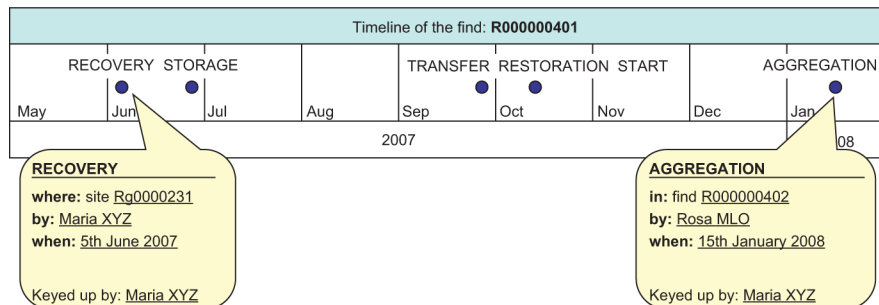 Timeline of the find: R000000401
RECOVERY STORAGE TRANSFER RESTORATION START AGGREGATION
May Jun Jul Aug Sep Oct Nov Dec Jan
2007 08
RECOVERY
where: site Rg0000231
by: Maria XYZ
when: 5th June 2007
Keyed up by: Maria XYZ
AGGREGATION
in: find R000000402
by: Rosa MLO
when: 15th January 2008
Keyed up by: Maria XYZ